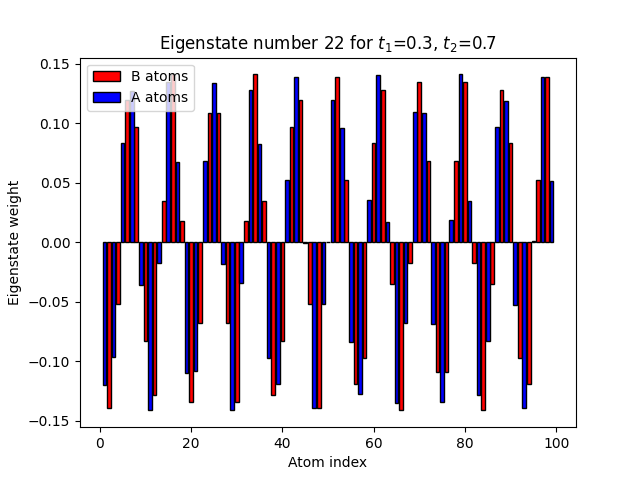 Eigenstate number 22 for t₁=0.3, t₂=0.7
B atoms
A atoms
0.15
0.10
0.05
0.00
−0.05
−0.10
−0.15
Eigenstate weight
0 20 40 60 80 100
Atom index